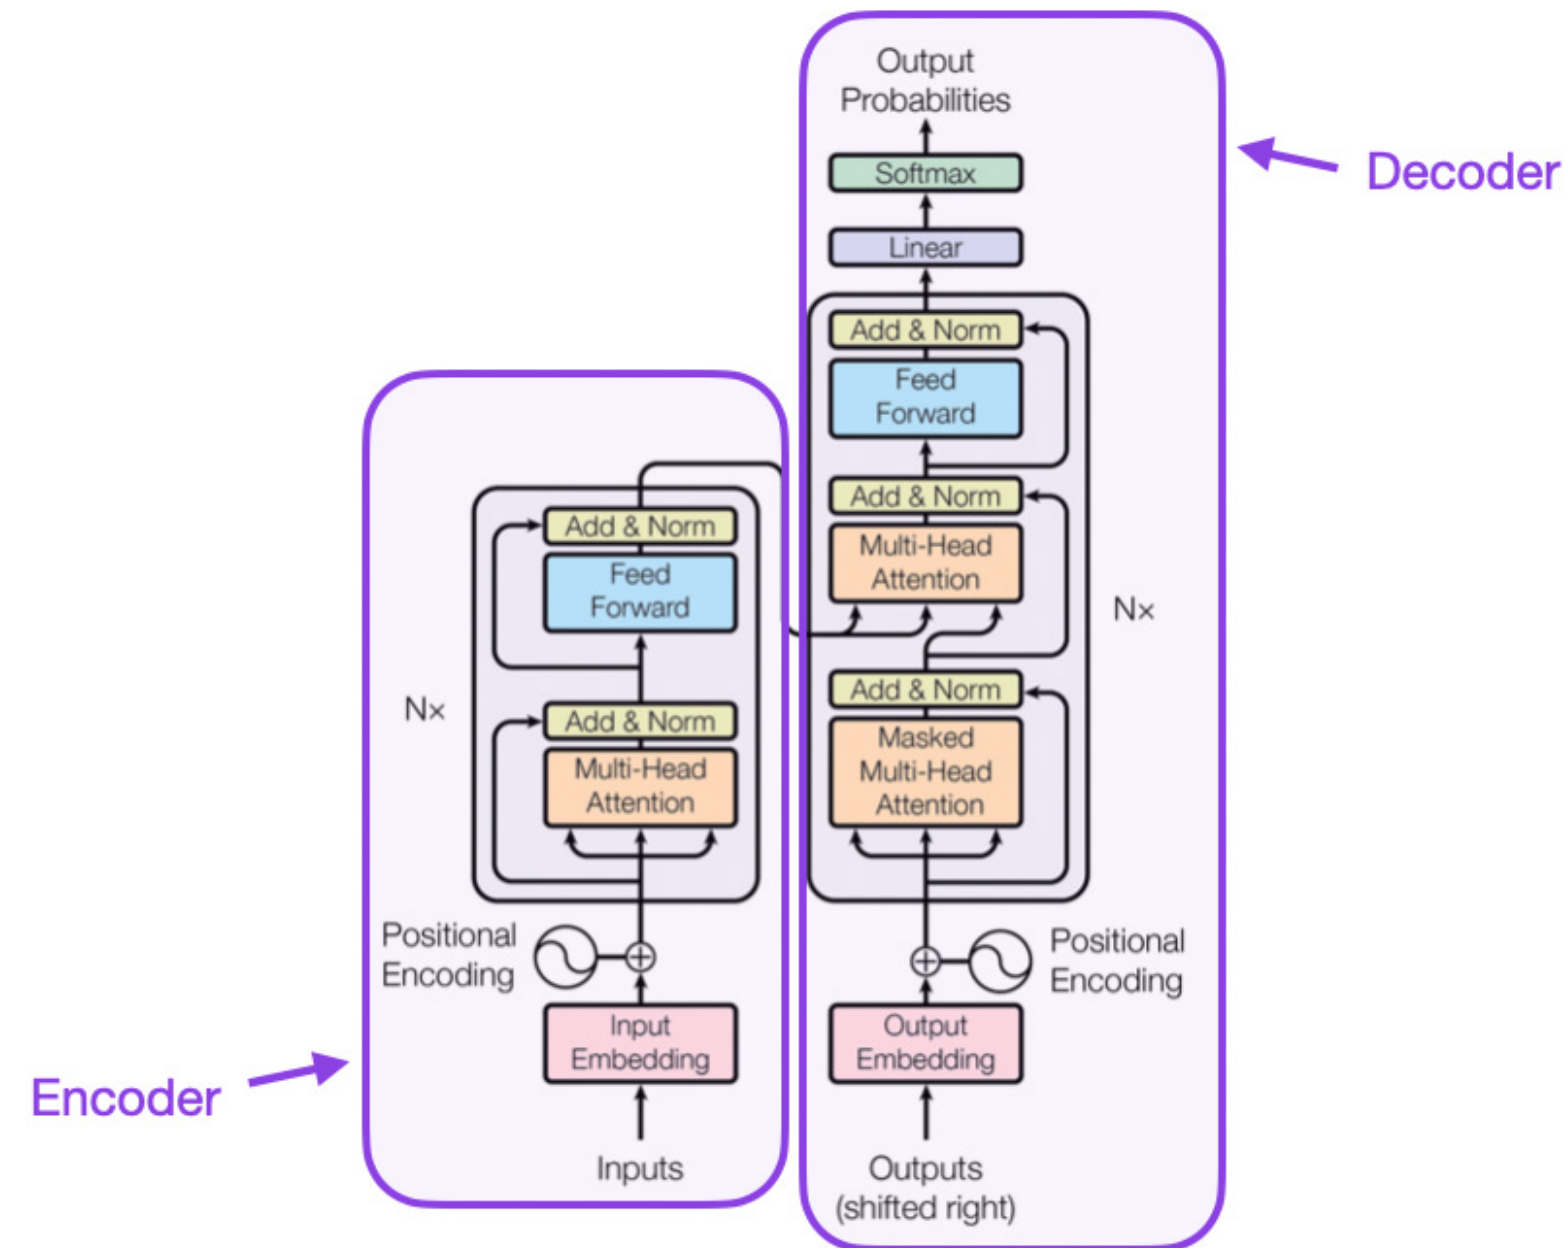 Output
Probabilities
Softmax
Linear
Add & Norm
Feed
Forward
Add & Norm
Multi-Head
Attention
Add & Norm
Masked
Multi-Head
Attention
Nx
Positional
Encoding
Output
Embedding
Outputs
(shifted right)
Decoder
Add & Norm
Feed
Forward
Add & Norm
Multi-Head
Attention
Nx
Positional
Encoding
Input
Embedding
Inputs
Encoder